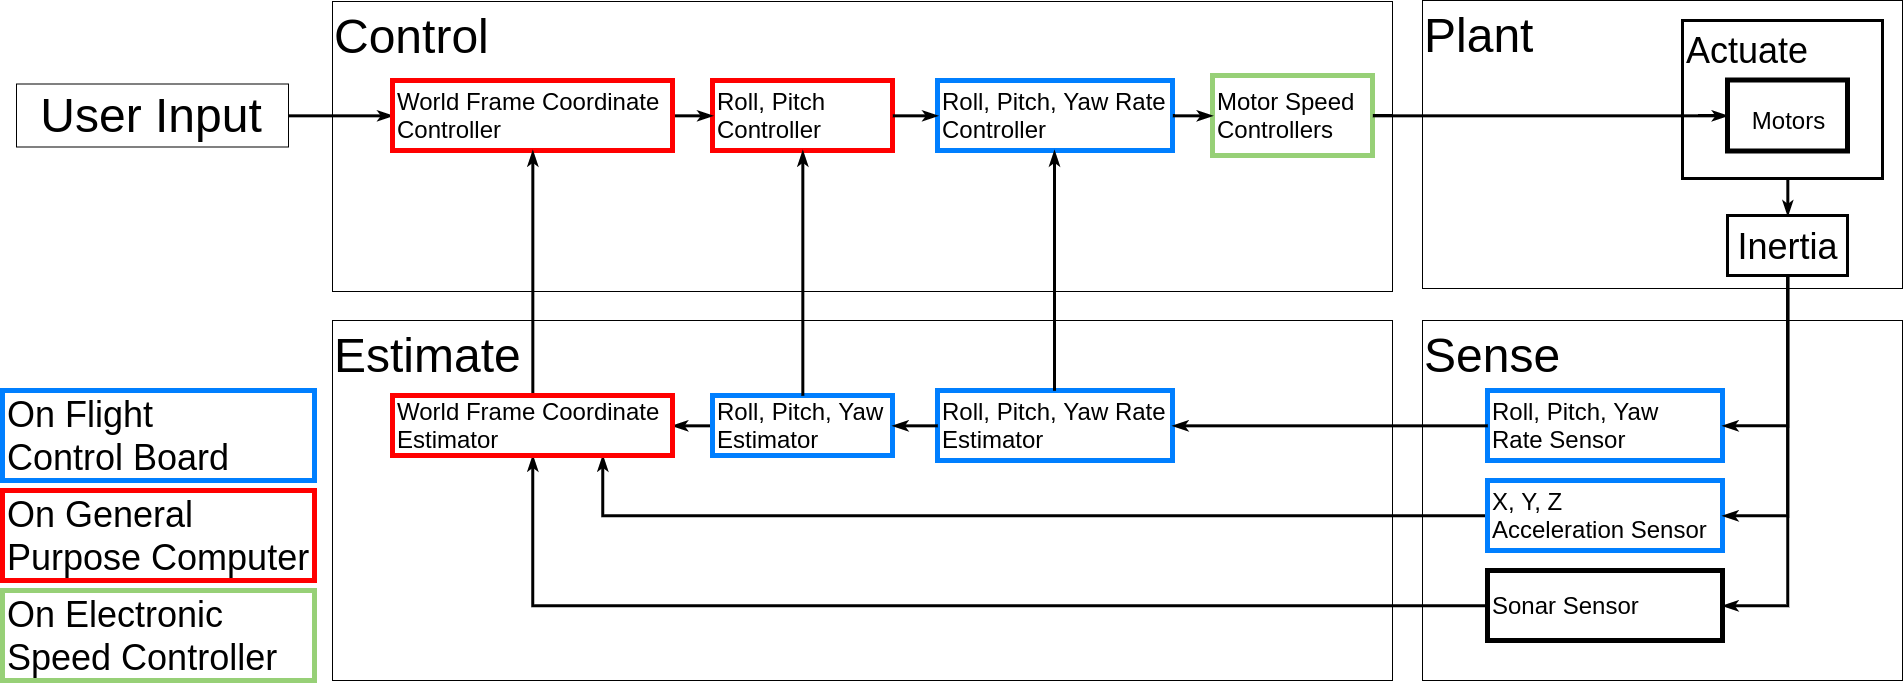 Control
Plant
Actuate
User Input
World Frame Coordinate
Controller
Roll, Pitch
Controller
Roll, Pitch, Yaw Rate
Controller
Motor Speed
Controllers
Motors
Inertia
Estimate
Sense
World Frame Coordinate
Estimator
Roll, Pitch, Yaw
Estimator
Roll, Pitch, Yaw Rate
Estimator
Roll, Pitch, Yaw
Rate Sensor
X, Y, Z
Acceleration Sensor
Sonar Sensor
On Flight
Control Board
On General
Purpose Computer
On Electronic
Speed Controller